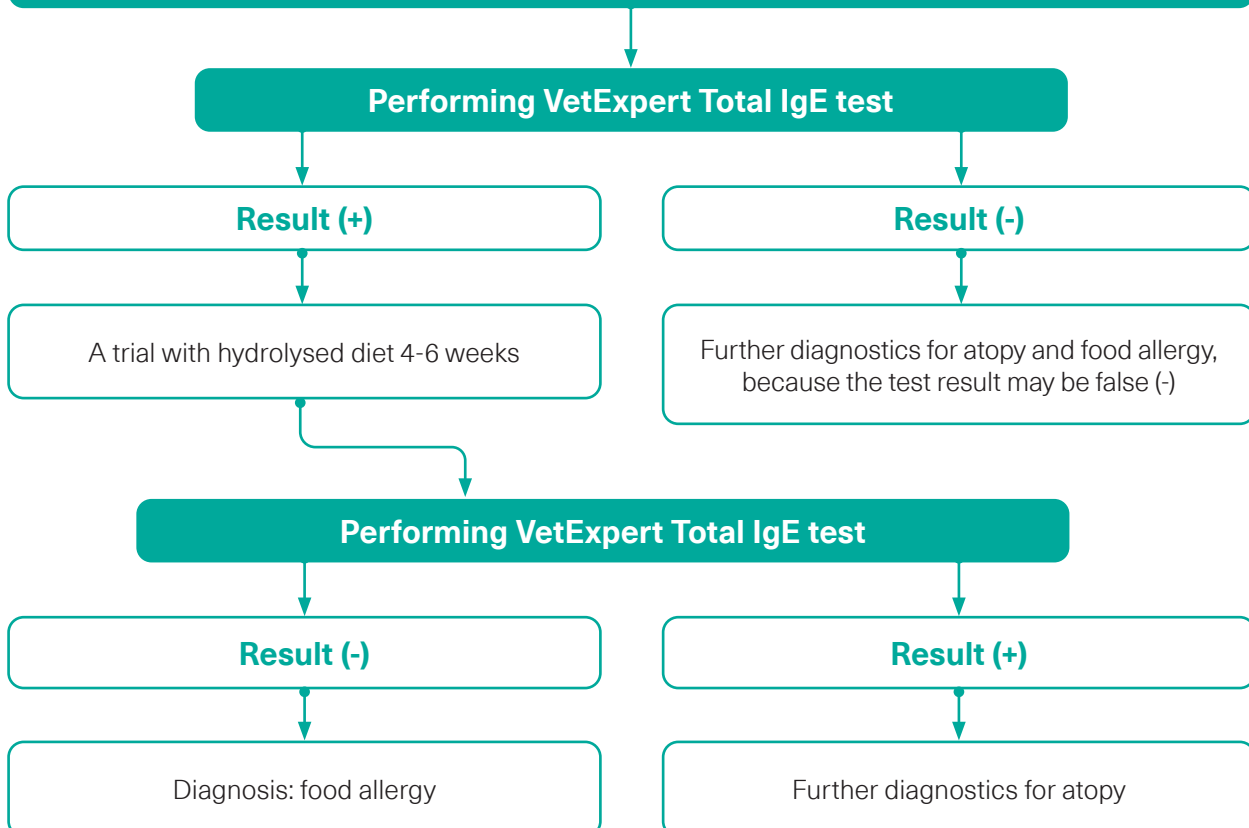 Performing VetExpert Total IgE test
Result (+)
Result (-)
A trial with hydrolysed diet 4-6 weeks
Further diagnostics for atopy and food allergy,
because the test result may be false (-)
Performing VetExpert Total IgE test
Result (-)
Result (+)
Diagnosis: food allergy
Further diagnostics for atopy